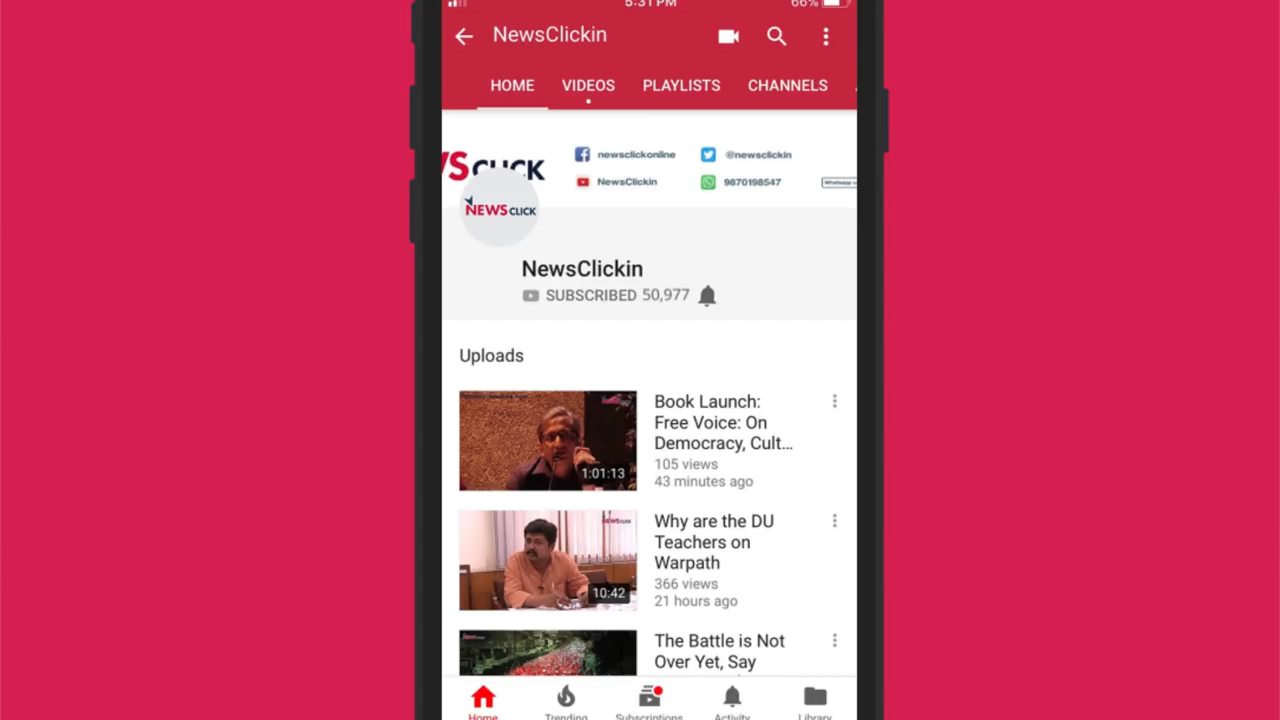 5:31 PM 66%
NewsClickin
HOME VIDEOS PLAYLISTS CHANNELS
WS CLICK
newsclickonline @newsclickin
NewsClickin 9870198547
NEWS CLICK
NewsClickin
SUBSCRIBED 50,977
Uploads
Book Launch:
Free Voice: On
Democracy, Cult...
105 views
43 minutes ago
1:01:13
Why are the DU
Teachers on
Warpath
366 views
21 hours ago
NEWSCLICK
10:42
The Battle is Not
Over Yet, Say
Home Trending Subscriptions Activity Library